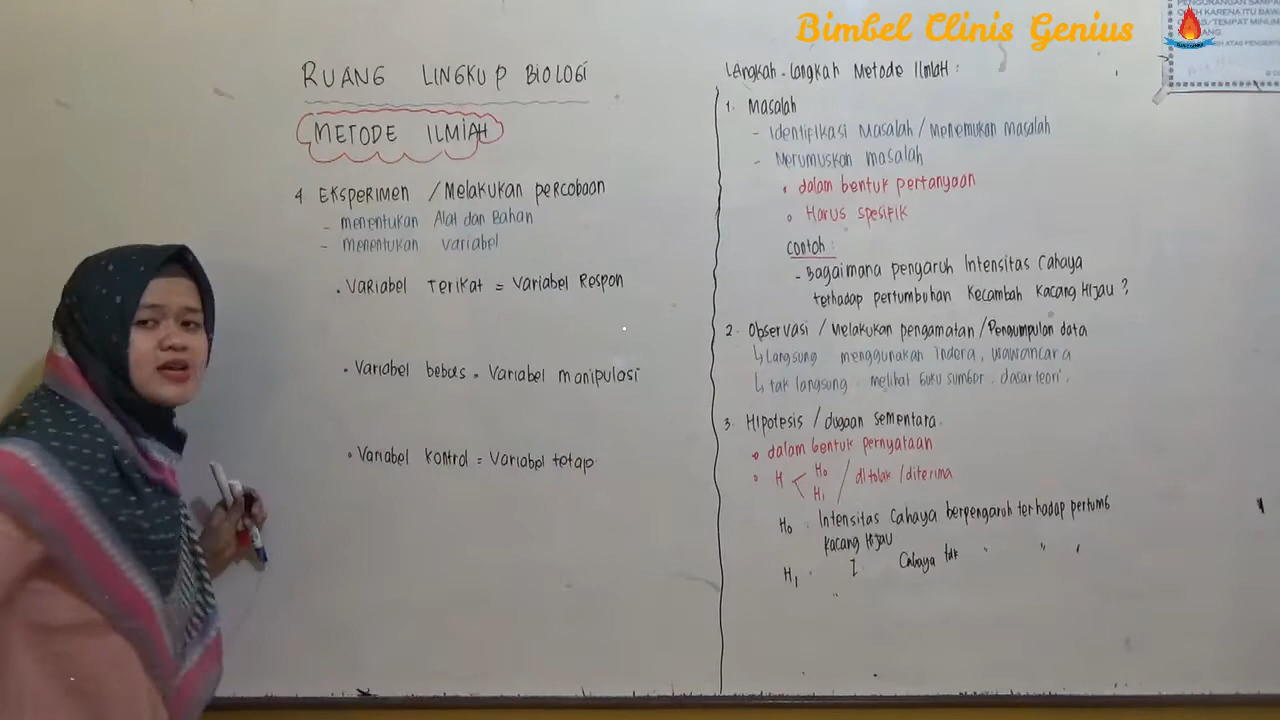 Bimbel Clinis Genius
RUANG LINGKUP BIOLOGI
METODE ILMIAH
4 EKSPERIMEN / Melakukan percobaan
- menentukan Alat dan Bahan
- menentukan variabel
• Variabel Terikat = Variabel Respon
• Variabel bebas = Variabel manipulasi
• Variabel kontrol = Variabel tetap
Langkah-langkah Metode Ilmiah :
1. Masalah
- Identifikasi Masalah / Menemukan masalah
- Merumuskan masalah
• dalam bentuk pertanyaan
• Harus spesifik
Contoh :
- Bagaimana pengaruh Intensitas Cahaya
terhadap pertumbuhan Kecambah Kacang Hijau ?
2. Observasi / Melakukan pengamatan / Pengumpulan data
↳ Langsung menggunakan Indera, wawancara
↳ tak langsung melihat buku sumber, dasar teori.
3. Hipotesis / dugaan sementara.
• dalam bentuk pernyataan
• H < H0 H1 / ditolak / diterima
H0 : Intensitas Cahaya berpengaruh terhadap pertumb
kacang Hijau
H1 : I Cahaya tdk " " "
"